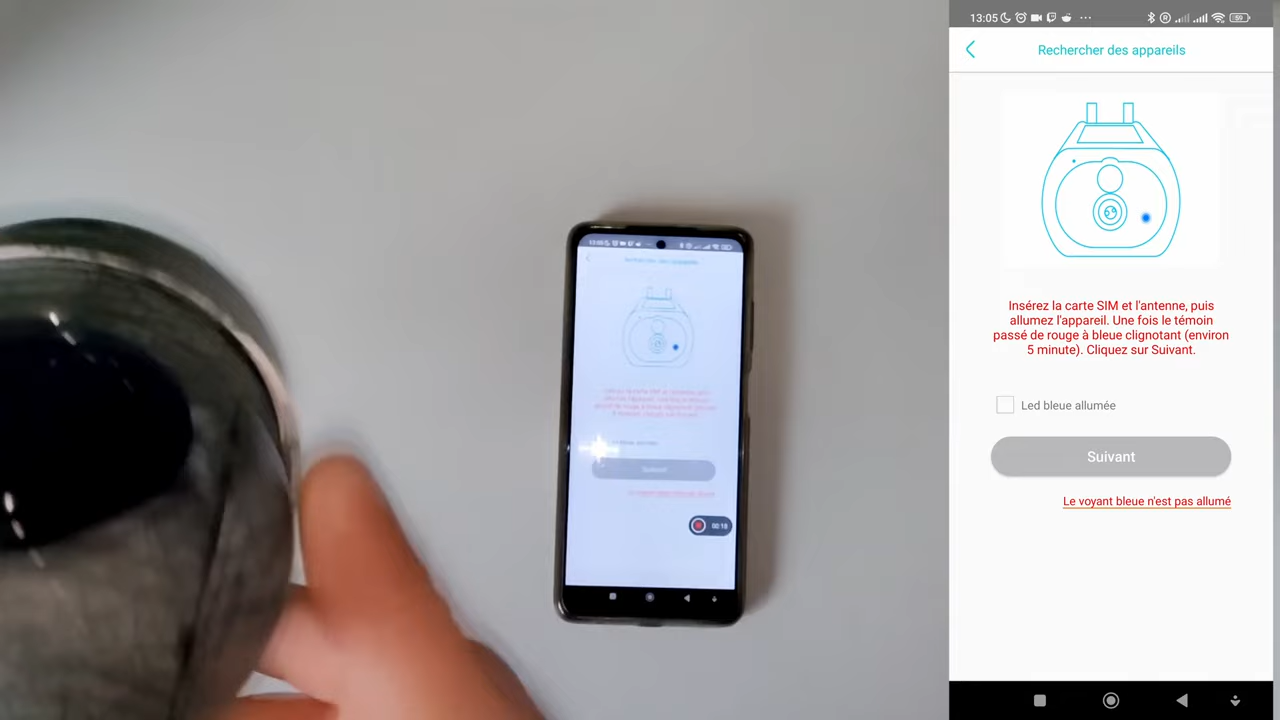 13:05
59
Rechercher des appareils
Insérez la carte SIM et l'antenne, puis
allumez l'appareil. Une fois le témoin
passé de rouge à bleue clignotant (environ
5 minute). Cliquez sur Suivant.
Led bleue allumée
Suivant
Le voyant bleue n'est pas allumé
00:18